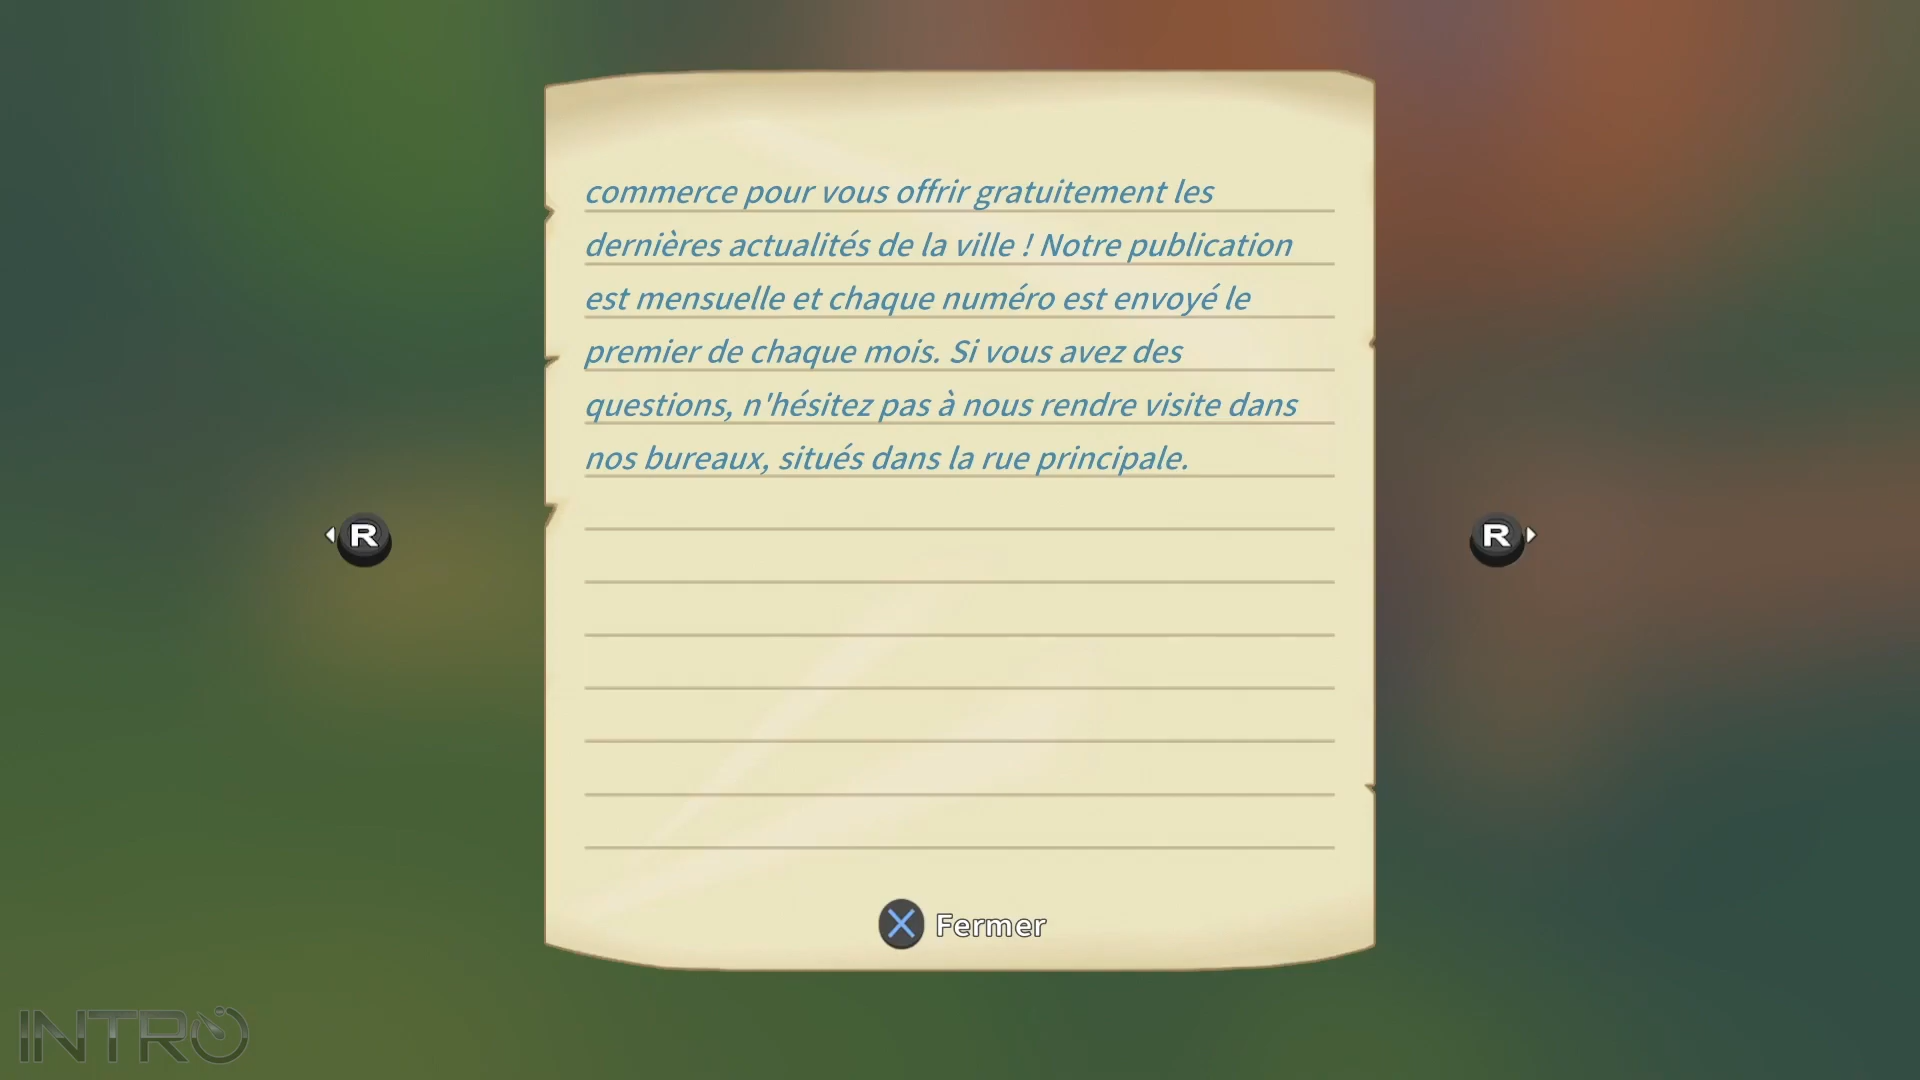 commerce pour vous offrir gratuitement les
dernières actualités de la ville ! Notre publication
est mensuelle et chaque numéro est envoyé le
premier de chaque mois. Si vous avez des
questions, n'hésitez pas à nous rendre visite dans
nos bureaux, situés dans la rue principale.
R
R
Fermer
INTRO